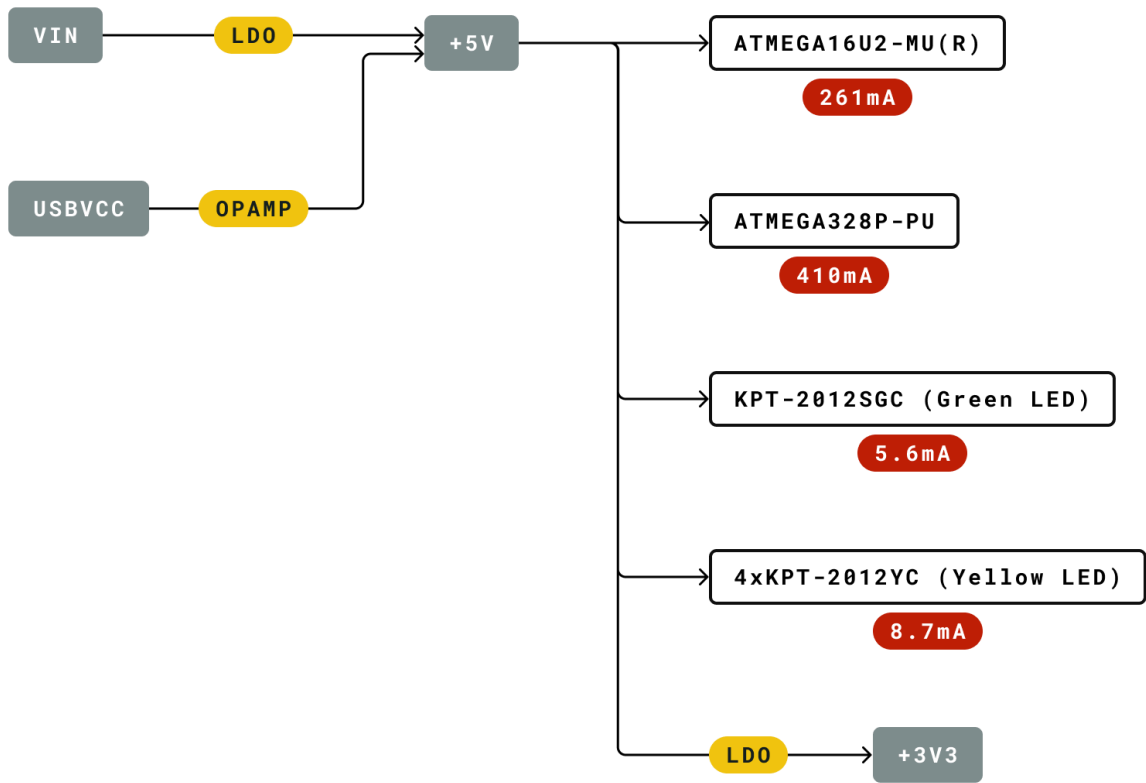 VIN
LDO
+5V
ATMEGA16U2-MU(R)
261mA
USBVCC
OPAMP
ATMEGA328P-PU
410mA
KPT-2012SGC (Green LED)
5.6mA
4xKPT-2012YC (Yellow LED)
8.7mA
LDO
+3V3